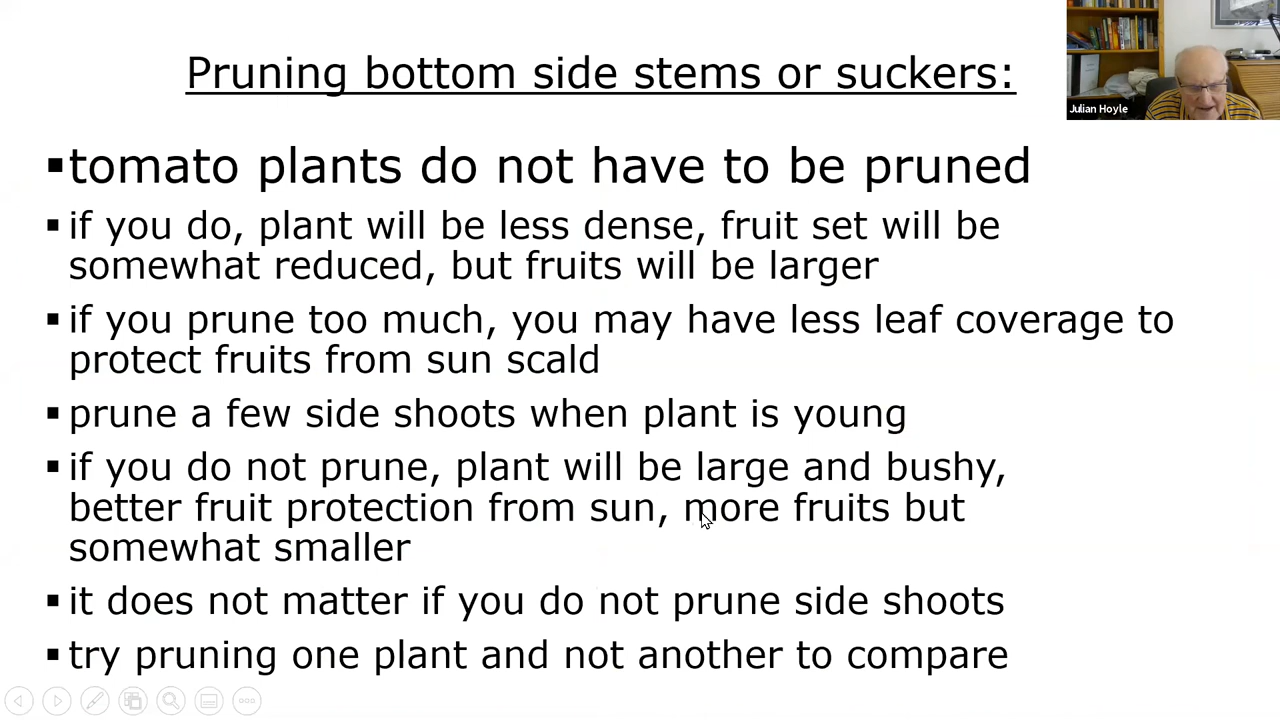 Pruning bottom side stems or suckers:
Julian Hoyle
▪tomato plants do not have to be pruned
▪ if you do, plant will be less dense, fruit set will be
somewhat reduced, but fruits will be larger
▪ if you prune too much, you may have less leaf coverage to
protect fruits from sun scald
▪ prune a few side shoots when plant is young
▪ if you do not prune, plant will be large and bushy,
better fruit protection from sun, more fruits but
somewhat smaller
▪ it does not matter if you do not prune side shoots
▪ try pruning one plant and not another to compare